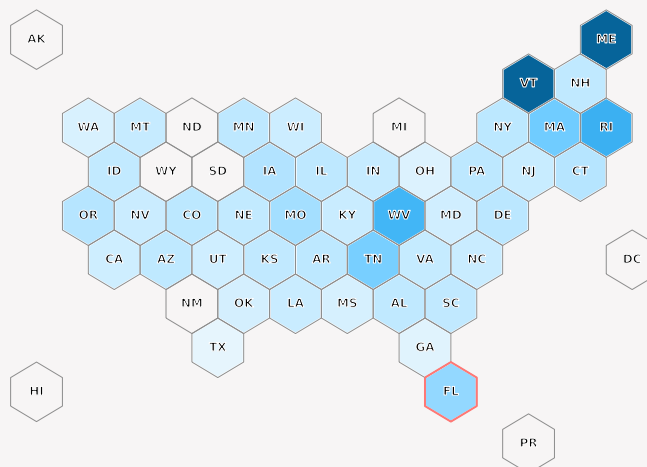 AK
ME
VT NH
WA MT ND MN WI MI NY MA RI
ID WY SD IA IL IN OH PA NJ CT
OR NV CO NE MO KY WV MD DE
CA AZ UT KS AR TN VA NC DC
NM OK LA MS AL SC
TX GA
HI FL
PR